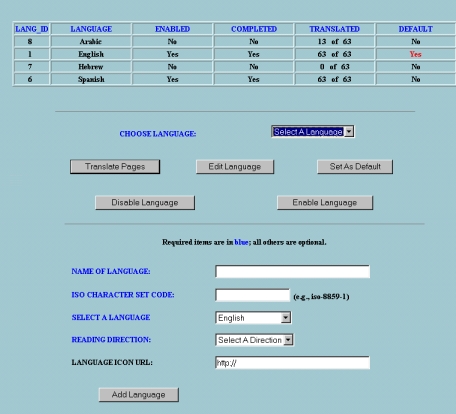 LANG_ID LANGUAGE ENABLED COMPLETED TRANSLATED DEFAULT
8 Arabic No No 13 of 63 No
1 English Yes Yes 63 of 63 Yes
7 Hebrew No No 0 of 63 No
6 Spanish Yes Yes 63 of 63 No
CHOOSE LANGUAGE: Select A Language
Translate Pages Edit Language Set As Default
Disable Language Enable Language
Required items are in blue; all others are optional.
NAME OF LANGUAGE:
ISO CHARACTER SET CODE: (e.g., iso-8859-1)
SELECT A LANGUAGE English
READING DIRECTION: Select A Direction
LANGUAGE ICON URL: http://
Add Language